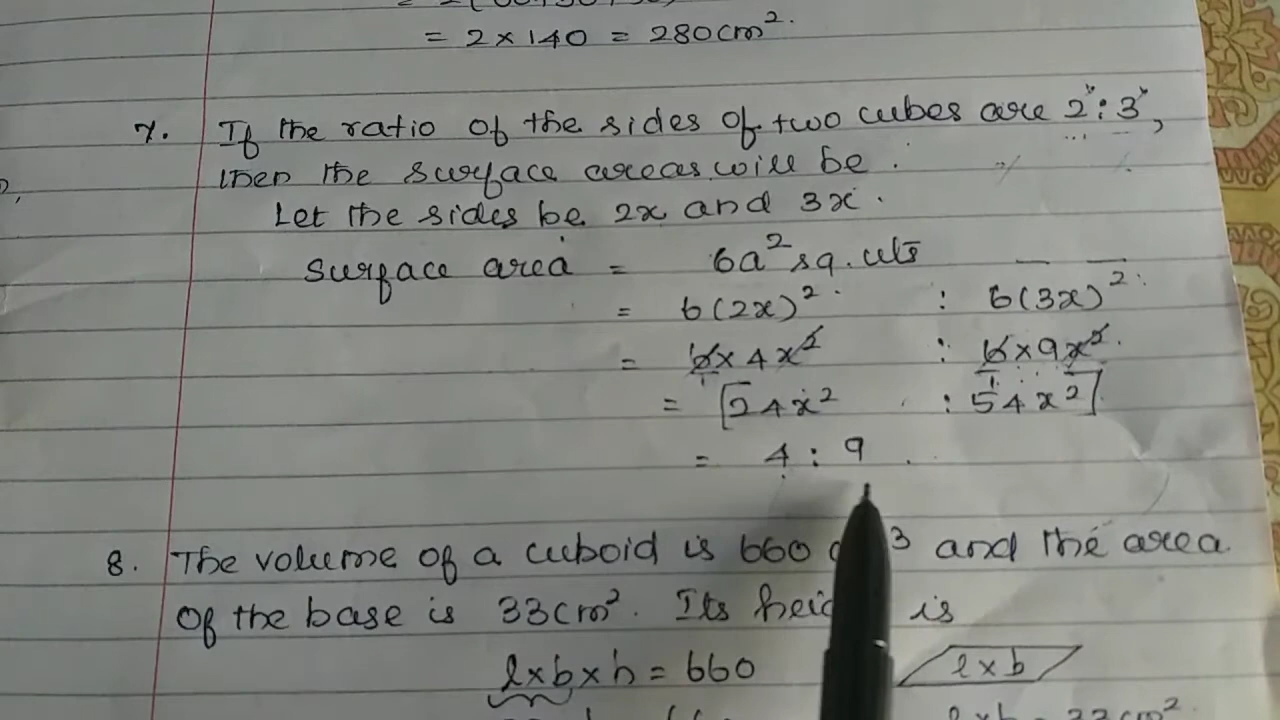 = 2 × 140 = 280cm².
7. If the ratio of the sides of two cubes are 2 : 3,
then the surface areas will be.
Let the sides be 2x and 3x.
surface area = 6a² sq. uts
= 6(2x)² : 6(3x)²
= 6 × 4x² : 6 × 9x².
= [24x² : 54x²]
= 4 : 9
8. The volume of a cuboid is 660 3 and the area
of the base is 33cm². Its is
l × b × h = 660 l × b